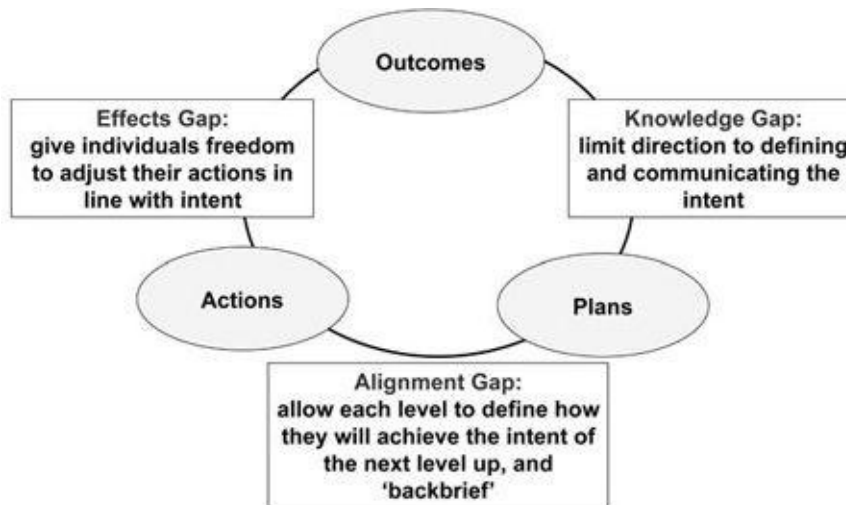 Outcomes
Effects Gap:
give individuals freedom
to adjust their actions in
line with intent
Knowledge Gap:
limit direction to defining
and communicating the
intent
Actions
Plans
Alignment Gap:
allow each level to define how
they will achieve the intent of
the next level up, and
‘backbrief’